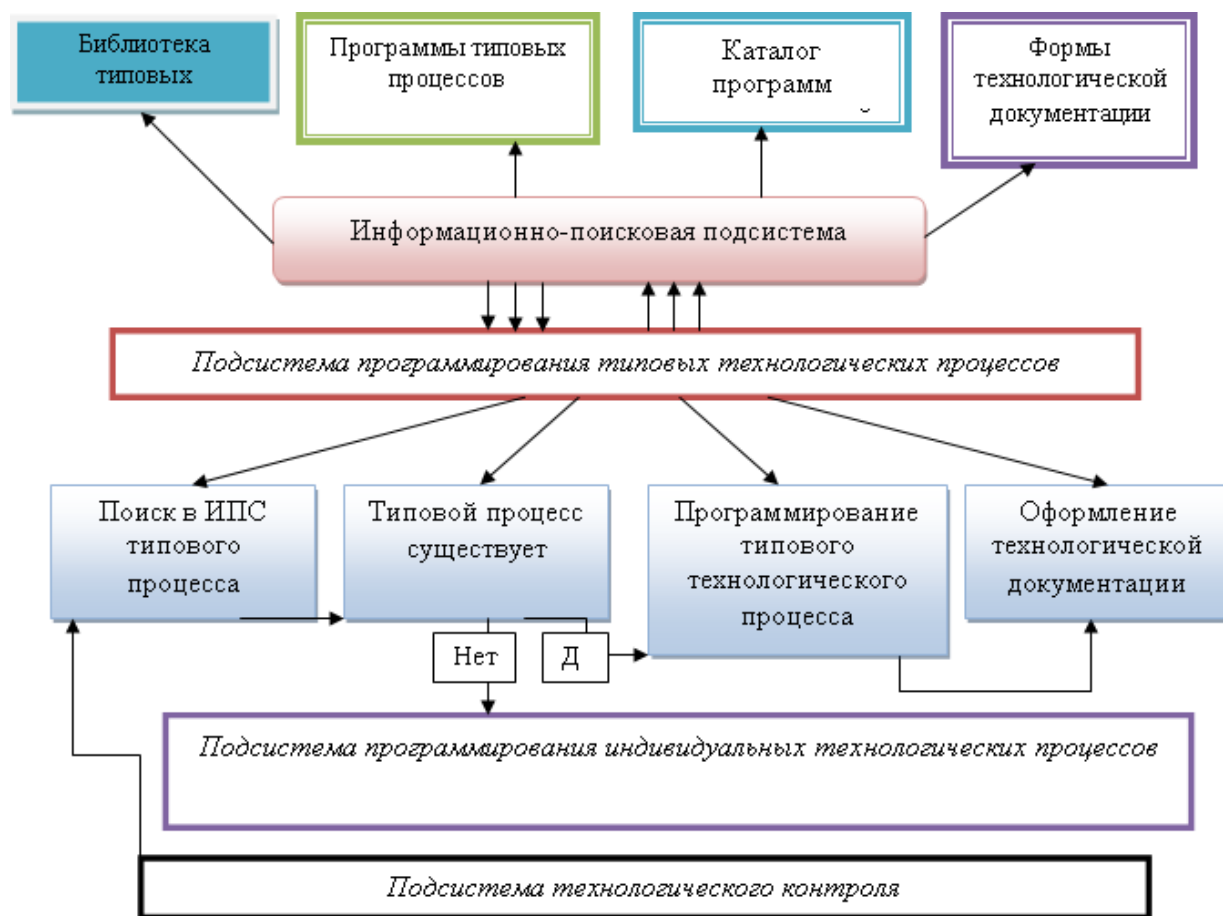 Библиотека
типовых
Программы типовых
процессов
Каталог
программ
Формы
технологической
документации
Информационно-поисковая подсистема
Подсистема программирования типовых технологических процессов
Поиск в ИПС
типового
процесса
Типовой процесс
существует
Программирование
типового
технологического
процесса
Оформление
технологической
документации
Нет
Д
Подсистема программирования индивидуальных технологических процессов
Подсистема технологического контроля